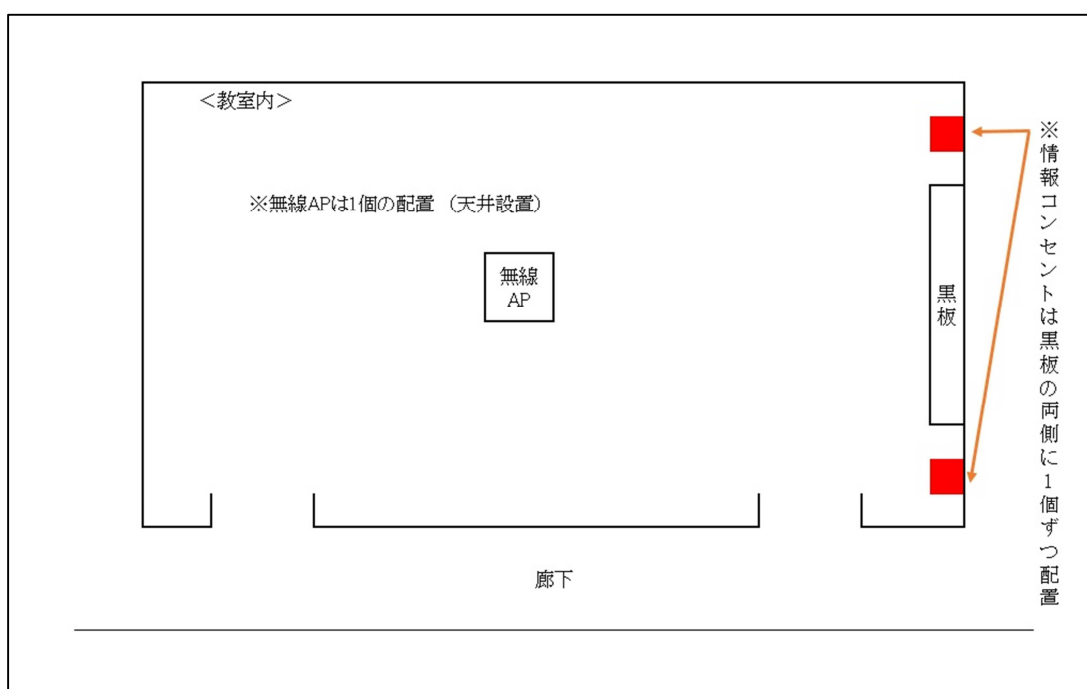 <教室内>
※無線APは1個の配置（天井設置）
無線
AP
黒板
※情報コンセントは黒板の両側に1個ずつ配置
廊下